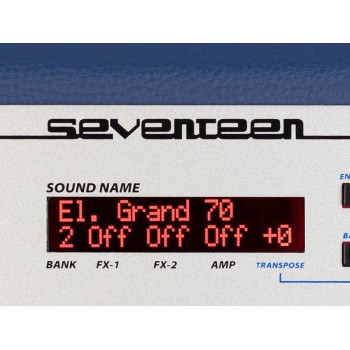 seventeen
SOUND NAME
El. Grand 70
2 Off Off Off +0
BANK FX-1 FX-2 AMP TRANSPOSE